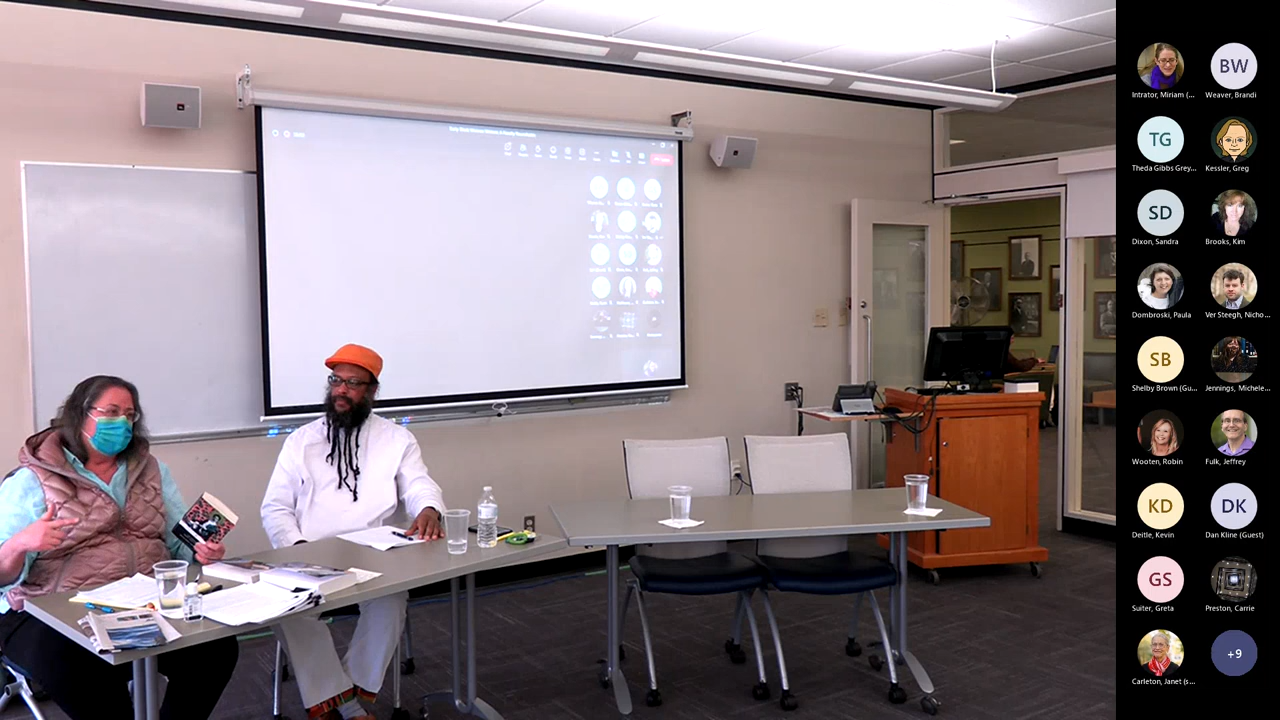 Intrator, Miriam (...
BW
Weaver, Brandi
TG
Theda Gibbs Grey...
Kessler, Greg
SD
Dixon, Sandra
Brooks, Kim
Dombroski, Paula
Ver Steegh, Nicho...
SB
Shelby Brown (Gu...
Jennings, Michele...
Wooten, Robin
Fulk, Jeffrey
KD
Deitle, Kevin
DK
Dan Kline (Guest)
GS
Suiter, Greta
Preston, Carrie
Carleton, Janet (s...
+9